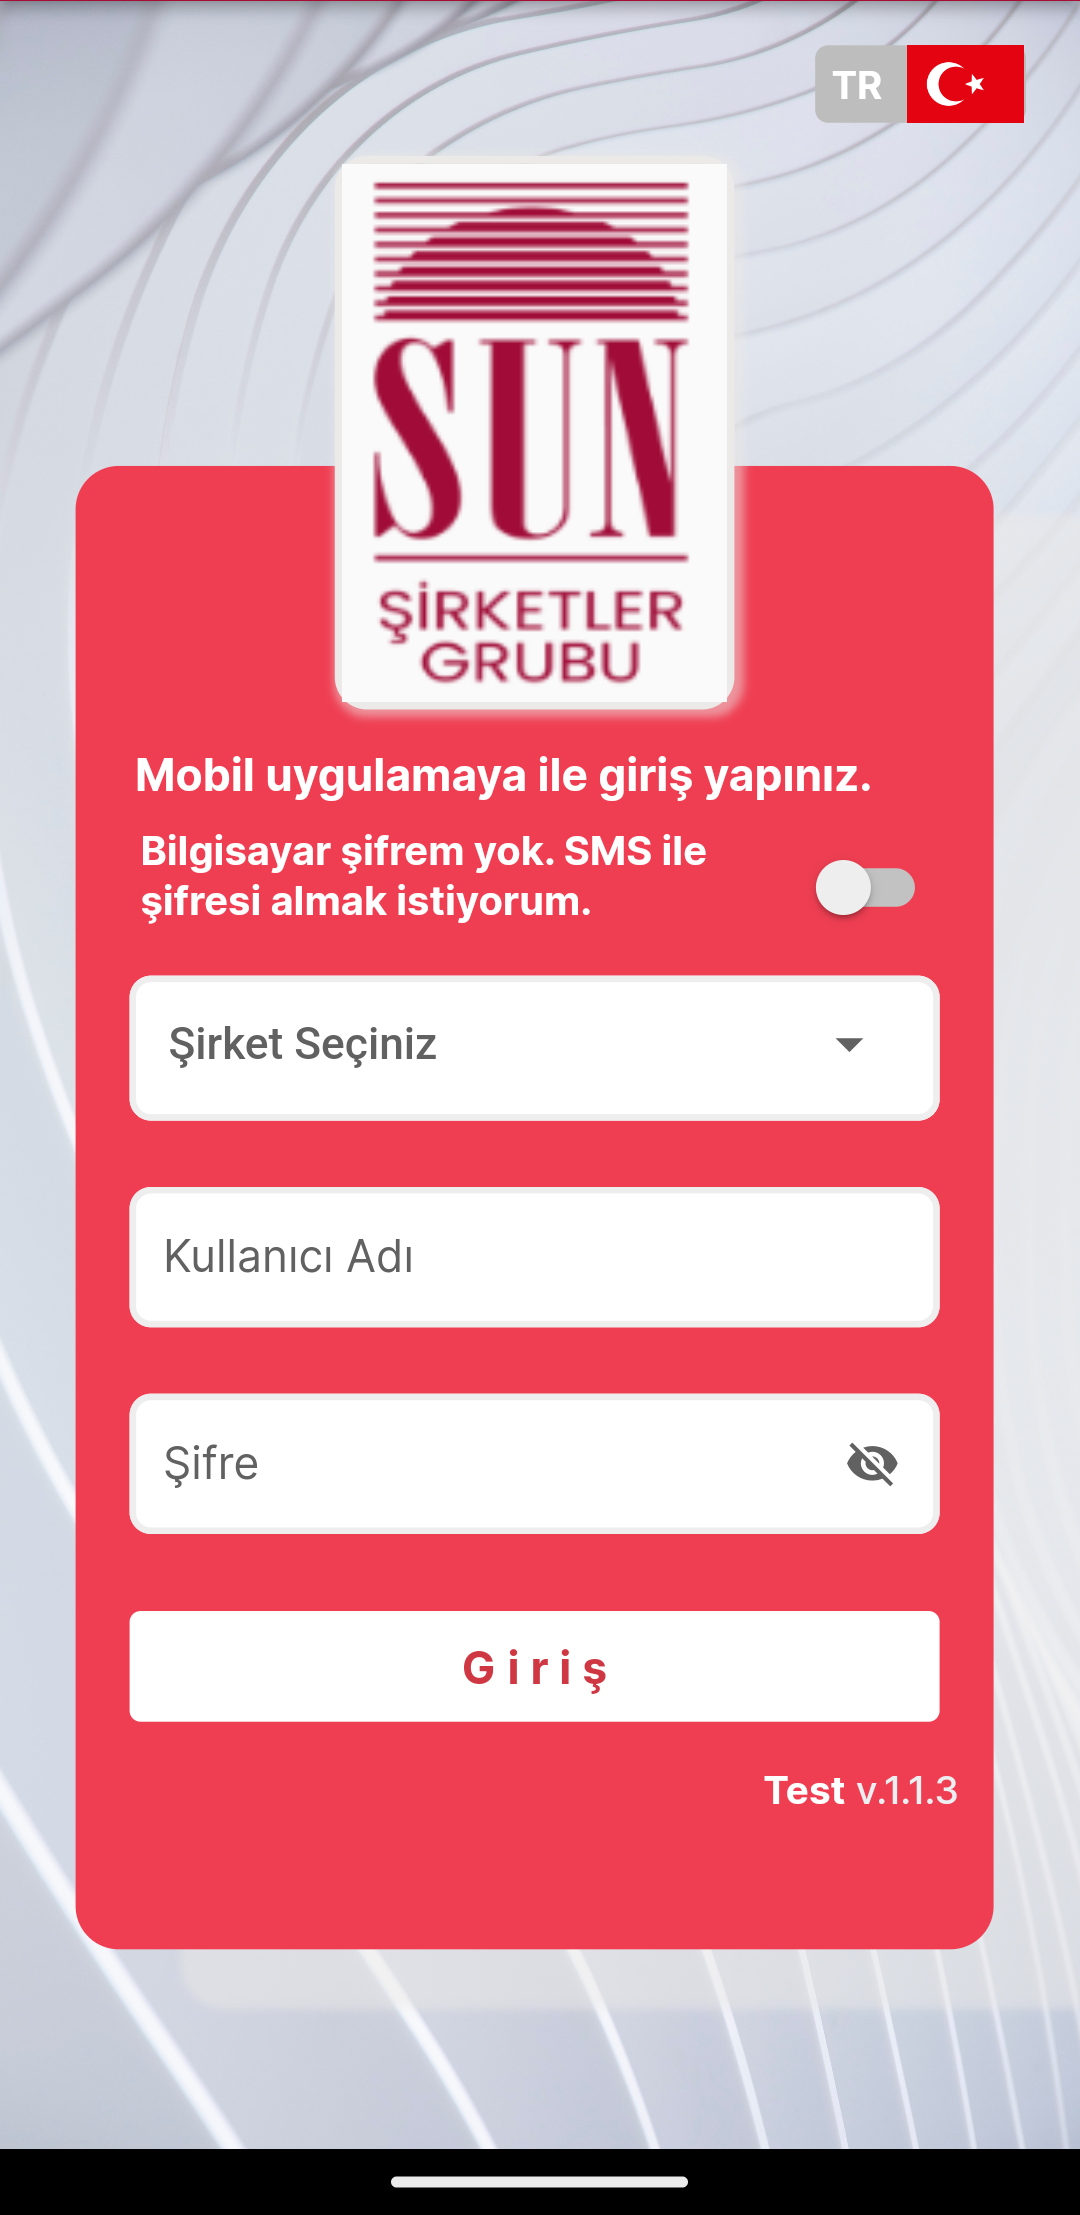 TR
SUN
ŞİRKETLER
GRUBU
Mobil uygulamaya ile giriş yapınız.
Bilgisayar şifrem yok. SMS ile
şifresi almak istiyorum.
Şirket Seçiniz
Kullanıcı Adı
Şifre
Giriş
Test v.1.1.3